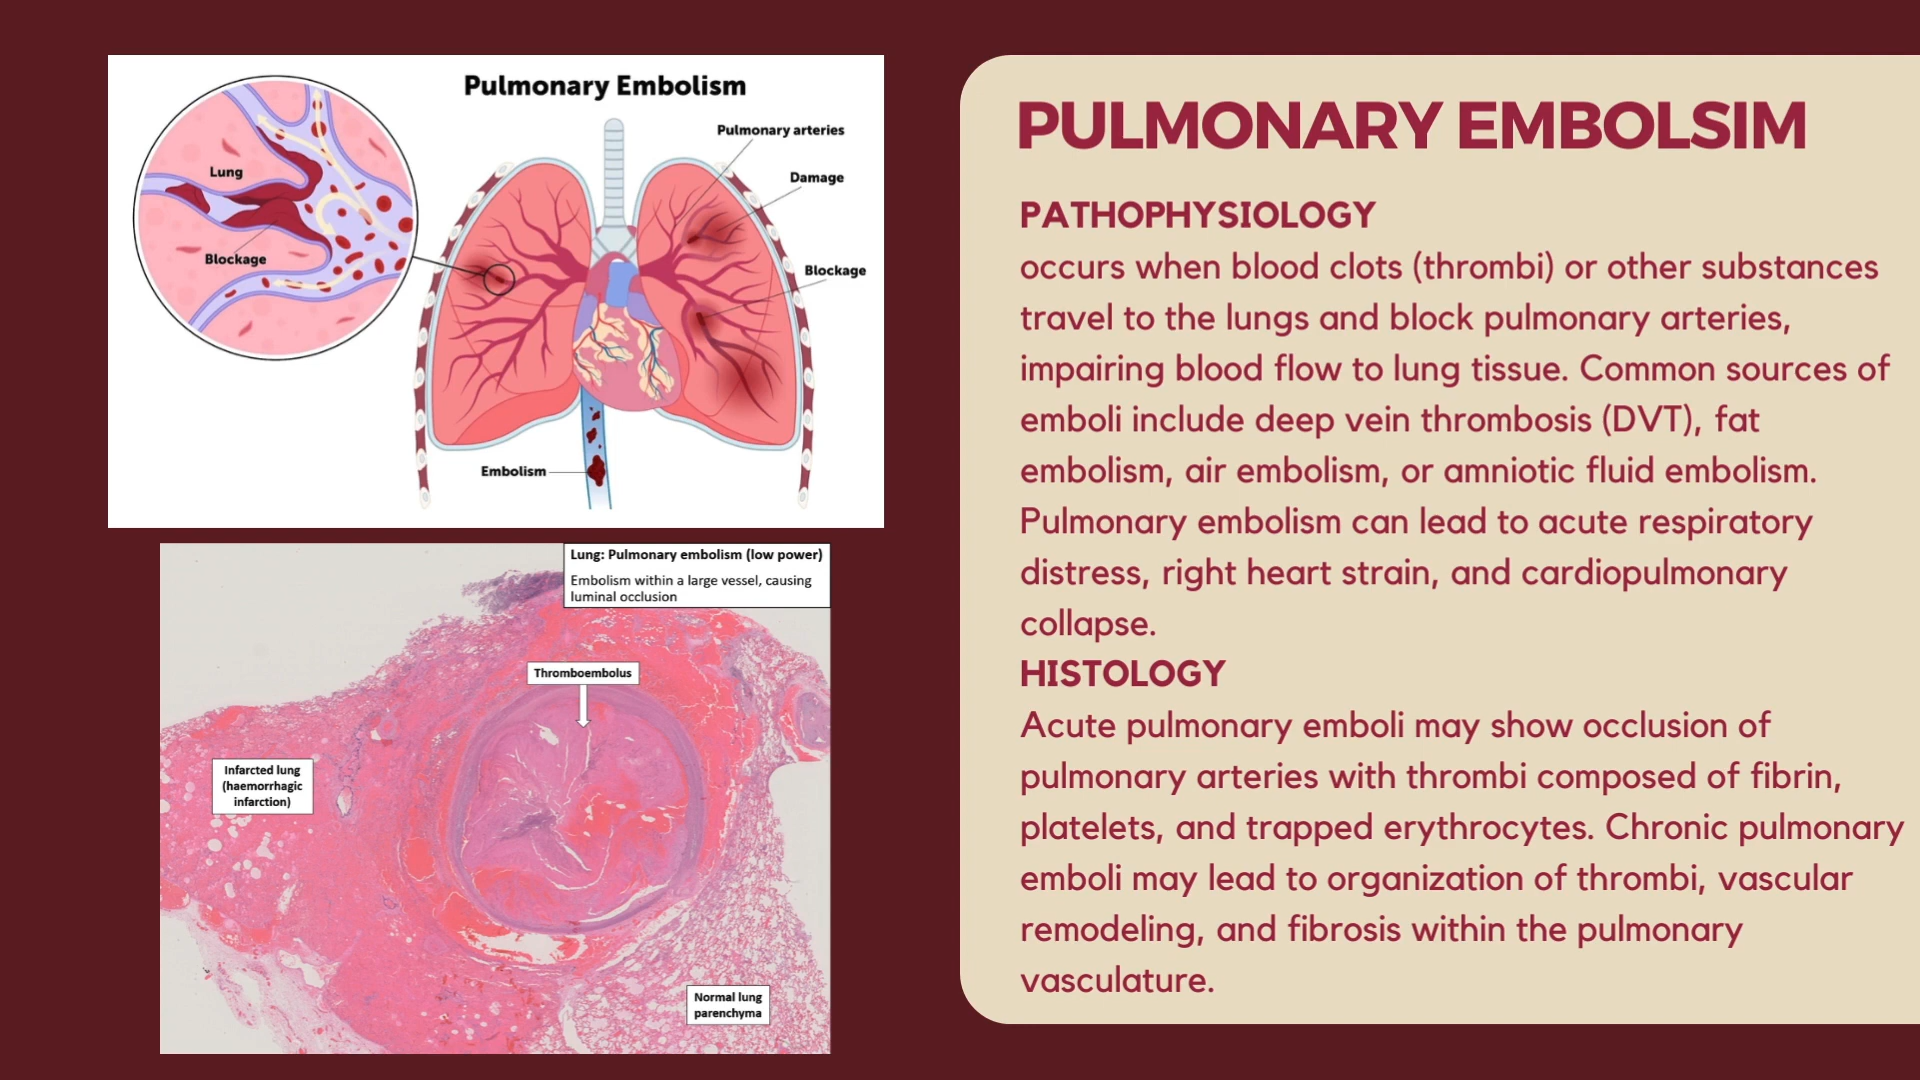 Pulmonary Embolism
Pulmonary arteries
Damage
Lung
Blockage
Blockage
Embolism
Lung: Pulmonary embolism (low power)
Embolism within a large vessel, causing
luminal occlusion
Thromboembolus
Infarcted lung
(haemorrhagic
infarction)
Normal lung
parenchyma
PULMONARY EMBOLSIM
PATHOPHYSIOLOGY
occurs when blood clots (thrombi) or other substances
travel to the lungs and block pulmonary arteries,
impairing blood flow to lung tissue. Common sources of
emboli include deep vein thrombosis (DVT), fat
embolism, air embolism, or amniotic fluid embolism.
Pulmonary embolism can lead to acute respiratory
distress, right heart strain, and cardiopulmonary
collapse.
HISTOLOGY
Acute pulmonary emboli may show occlusion of
pulmonary arteries with thrombi composed of fibrin,
platelets, and trapped erythrocytes. Chronic pulmonary
emboli may lead to organization of thrombi, vascular
remodeling, and fibrosis within the pulmonary
vasculature.